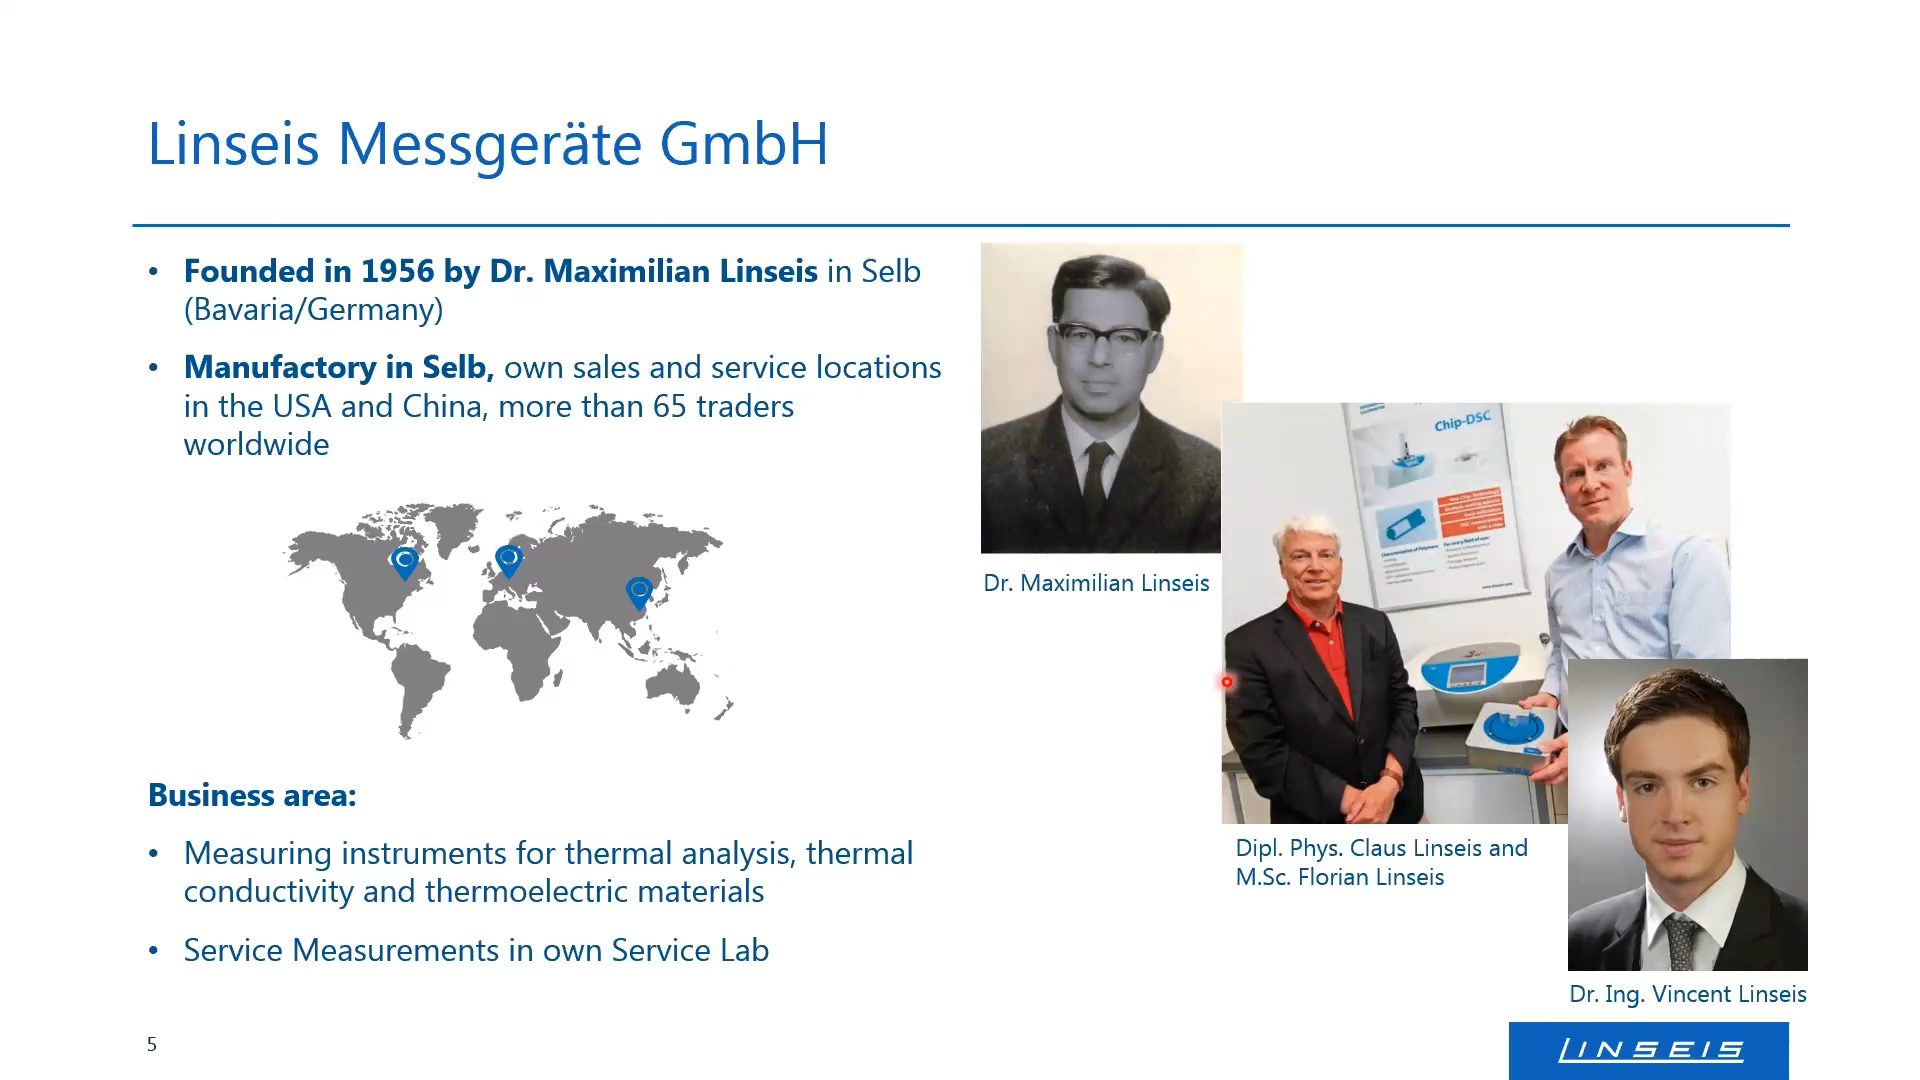 Linseis Messgeräte GmbH
• Founded in 1956 by Dr. Maximilian Linseis in Selb
(Bavaria/Germany)
• Manufactory in Selb, own sales and service locations
in the USA and China, more than 65 traders
worldwide
Business area:
• Measuring instruments for thermal analysis, thermal
conductivity and thermoelectric materials
• Service Measurements in own Service Lab
Dr. Maximilian Linseis
Chip-DSC
Dipl. Phys. Claus Linseis and
M.Sc. Florian Linseis
Dr. Ing. Vincent Linseis
5
LINSEIS